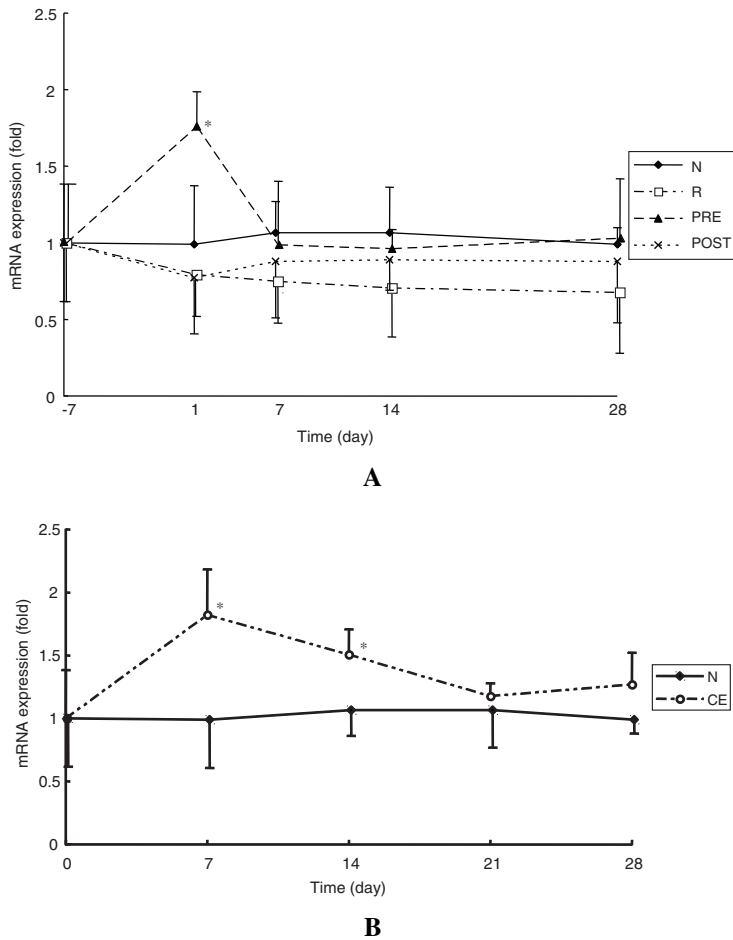 2.5
2
1.5
1
0.5
0
mRNA expression (fold)
*
N
R
PRE
POST
-7
1
7
14
28
Time (day)
A
2.5
2
1.5
1
0.5
0
mRNA expression (fold)
*
*
N
CE
0
7
14
21
28
Time (day)
B